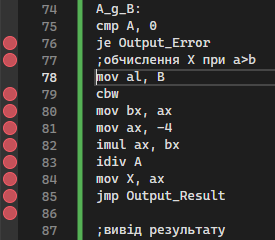 74 A_g_B:
75 cmp A, 0
76 je Output_Error
77 ;обчислення X при a>b
78 mov al, B
79 cbw
80 mov bx, ax
81 mov ax, -4
82 imul ax, bx
83 idiv A
84 mov X, ax
85 jmp Output_Result
86
87 ;вивід результату